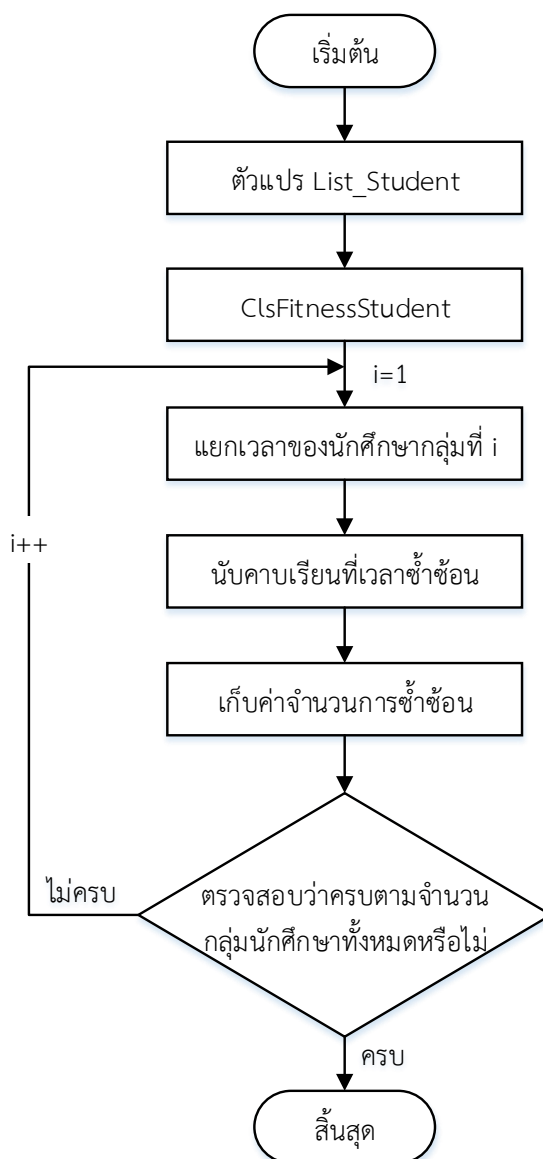 เริ่มต้น
ตัวแปร List_Student
ClsFitnessStudent
i=1
แยกเวลาของนักศึกษากลุ่มที่ i
i++
นับคาบเรียนที่เวลาซ้ำซ้อน
เก็บค่าจำนวนการซ้ำซ้อน
ไม่ครบ
ตรวจสอบว่าครบตามจำนวน
กลุ่มนักศึกษาทั้งหมดหรือไม่
ครบ
สิ้นสุด